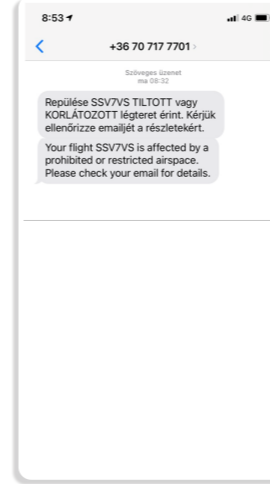 8:53
4G
+36 70 717 7701
Szöveges üzenet
ma 08:32
Repülése SSV7VS TILTOTT vagy
KORLÁTOZOTT légteret érint. Kérjük
ellenőrizze emailjét a részletekért.
Your flight SSV7VS is affected by a
prohibited or restricted airspace.
Please check your email for details.